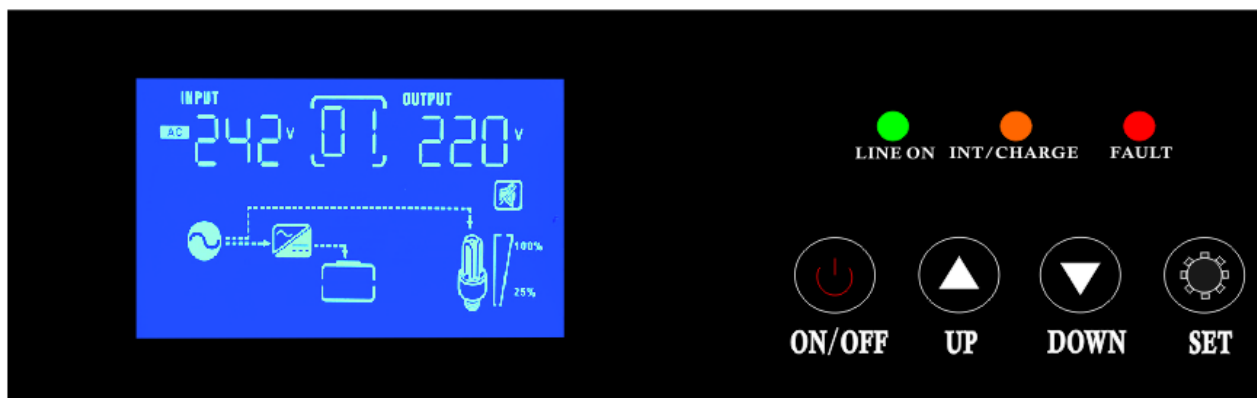 INPUT OUTPUT
AC 242 V 01 220 V
100%
25%
LINE ON INT/CHARGE FAULT
ON/OFF UP DOWN SET